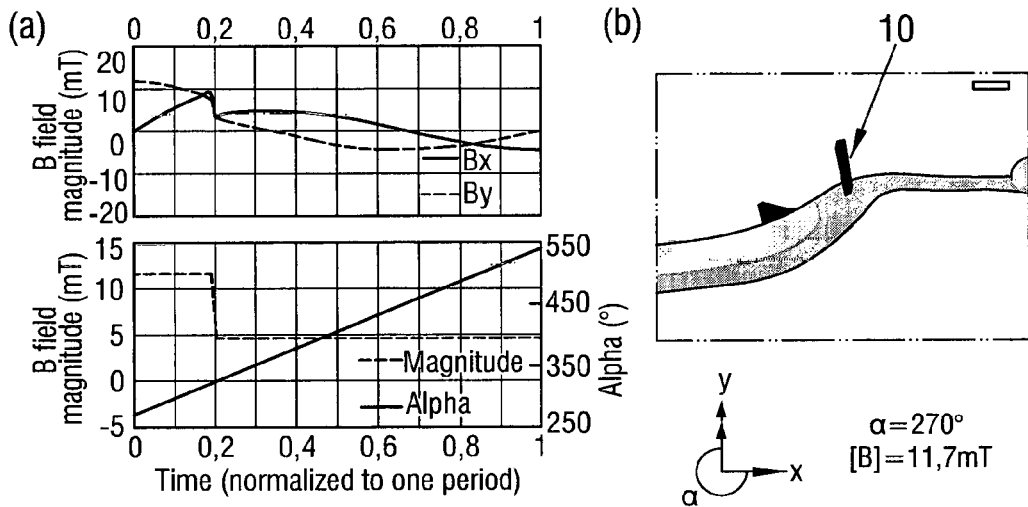 (a)
0 0,2 0,4 0,6 0,8 1
20
10
0
-10
-20
B field
magnitude (mT)
Bx
By
15
10
5
0
-5
B field
magnitude (mT)
550
450
350
250
Alpha (°)
Magnitude
Alpha
0 0,2 0,4 0,6 0,8 1
Time (normalized to one period)
(b)
10
y
x
α
α=270°
[B]=11,7mT